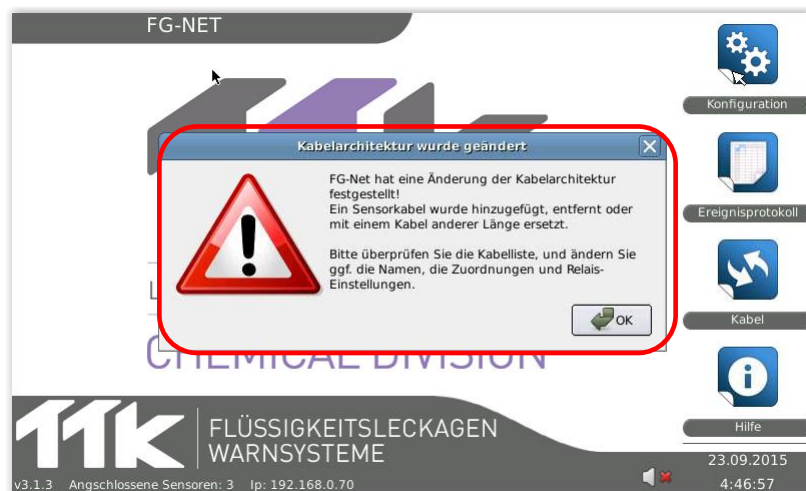 FG-NET
TTK
Kabelarchitektur wurde geändert
FG-Net hat eine Änderung der Kabelarchitektur
festgestellt!
Ein Sensorkabel wurde hinzugefügt, entfernt oder
mit einem Kabel anderer Länge ersetzt.
Bitte überprüfen Sie die Kabelliste, und ändern Sie
ggf. die Namen, die Zuordnungen und Relais-
Einstellungen.
OK
CHEMICAL DIVISION
Konfiguration
Ereignisprotokoll
Kabel
Hilfe
TTK
FLÜSSIGKEITSLECKAGEN
WARNSYSTEME
v3.1.3 Angschlossene Sensoren: 3 Ip: 192.168.0.70
23.09.2015
4:46:57